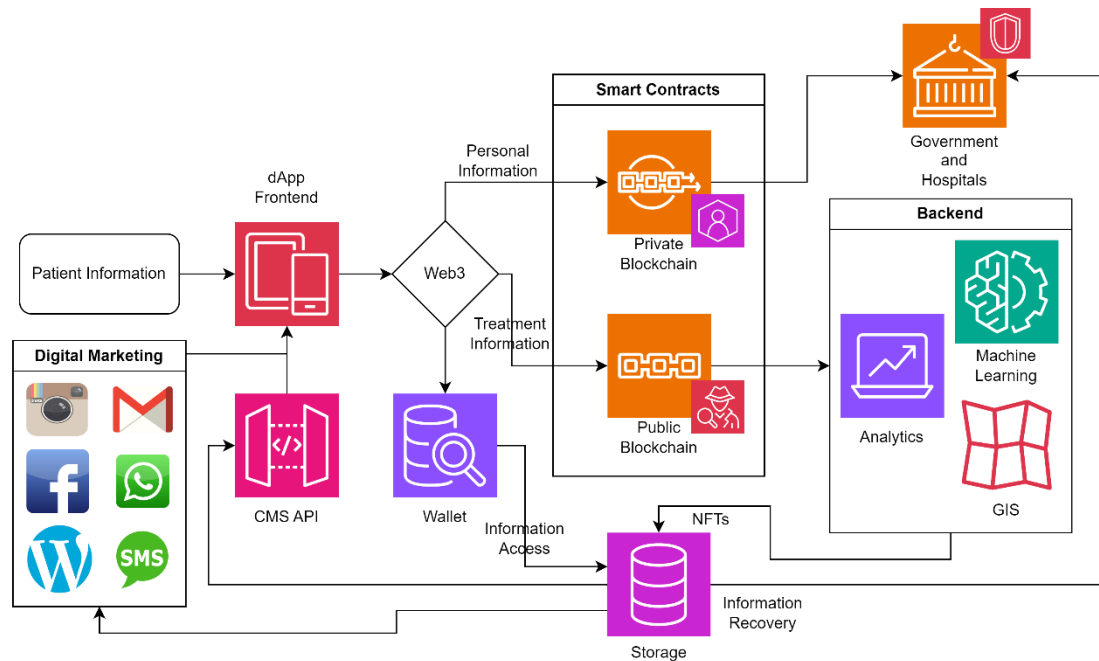 Smart Contracts
Government
and
Hospitals
Personal
Information
dApp
Frontend
Backend
Private
Blockchain
Patient Information
Web3
Treatment
Information
Digital Marketing
Machine
Learning
Public
Blockchain
Analytics
CMS API
Wallet
GIS
NFTs
Information
Access
SMS
Information
Recovery
Storage